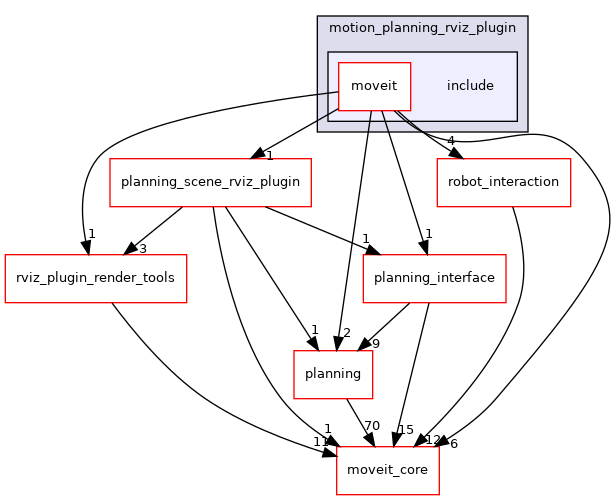 motion_planning_rviz_plugin
moveit
include
4
1
planning_scene_rviz_plugin
robot_interaction
1
1
1
3
rviz_plugin_render_tools
planning_interface
1
2
9
planning
70
1
15
11
12
6
moveit_core